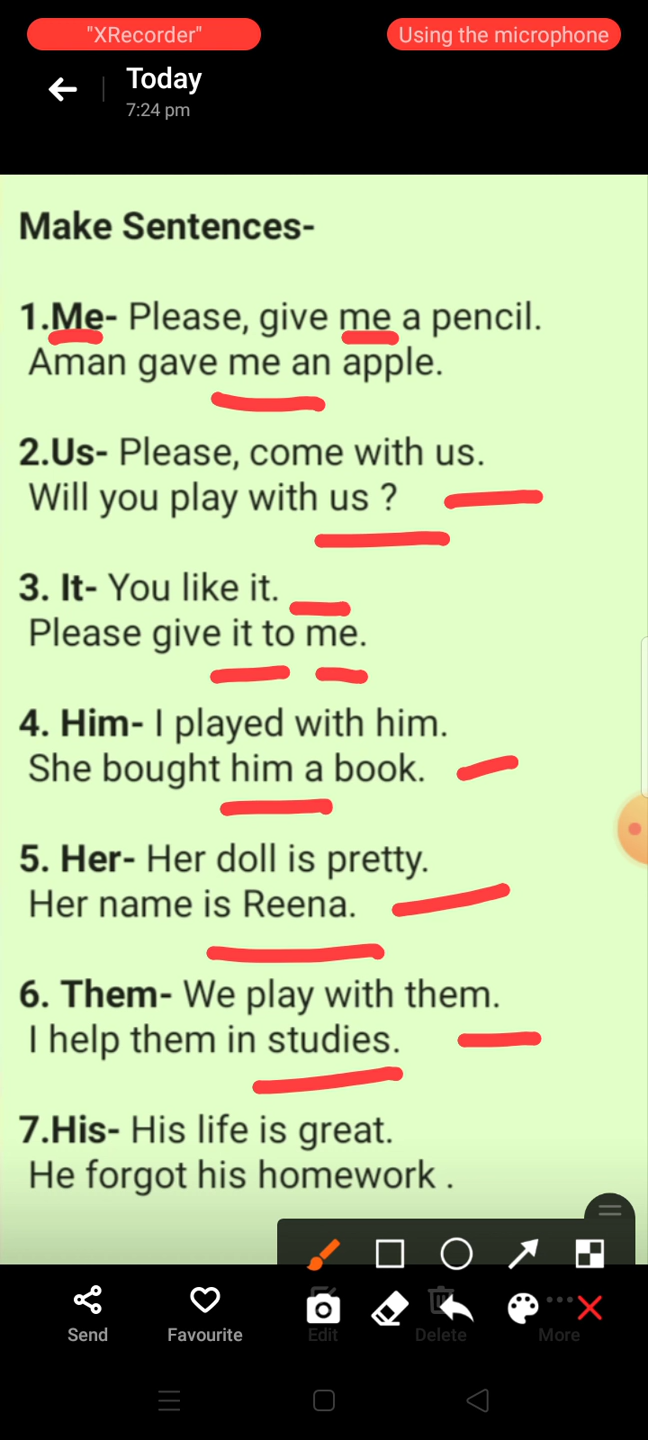 "XRecorder"
Using the microphone
Today
7:24 pm
Make Sentences-
1.Me- Please, give me a pencil.
Aman gave me an apple.
2.Us- Please, come with us.
Will you play with us ?
3. It- You like it.
Please give it to me.
4. Him- I played with him.
She bought him a book.
5. Her- Her doll is pretty.
Her name is Reena.
6. Them- We play with them.
I help them in studies.
7.His- His life is great.
He forgot his homework .
Send
Favourite
Edit
Delete
More